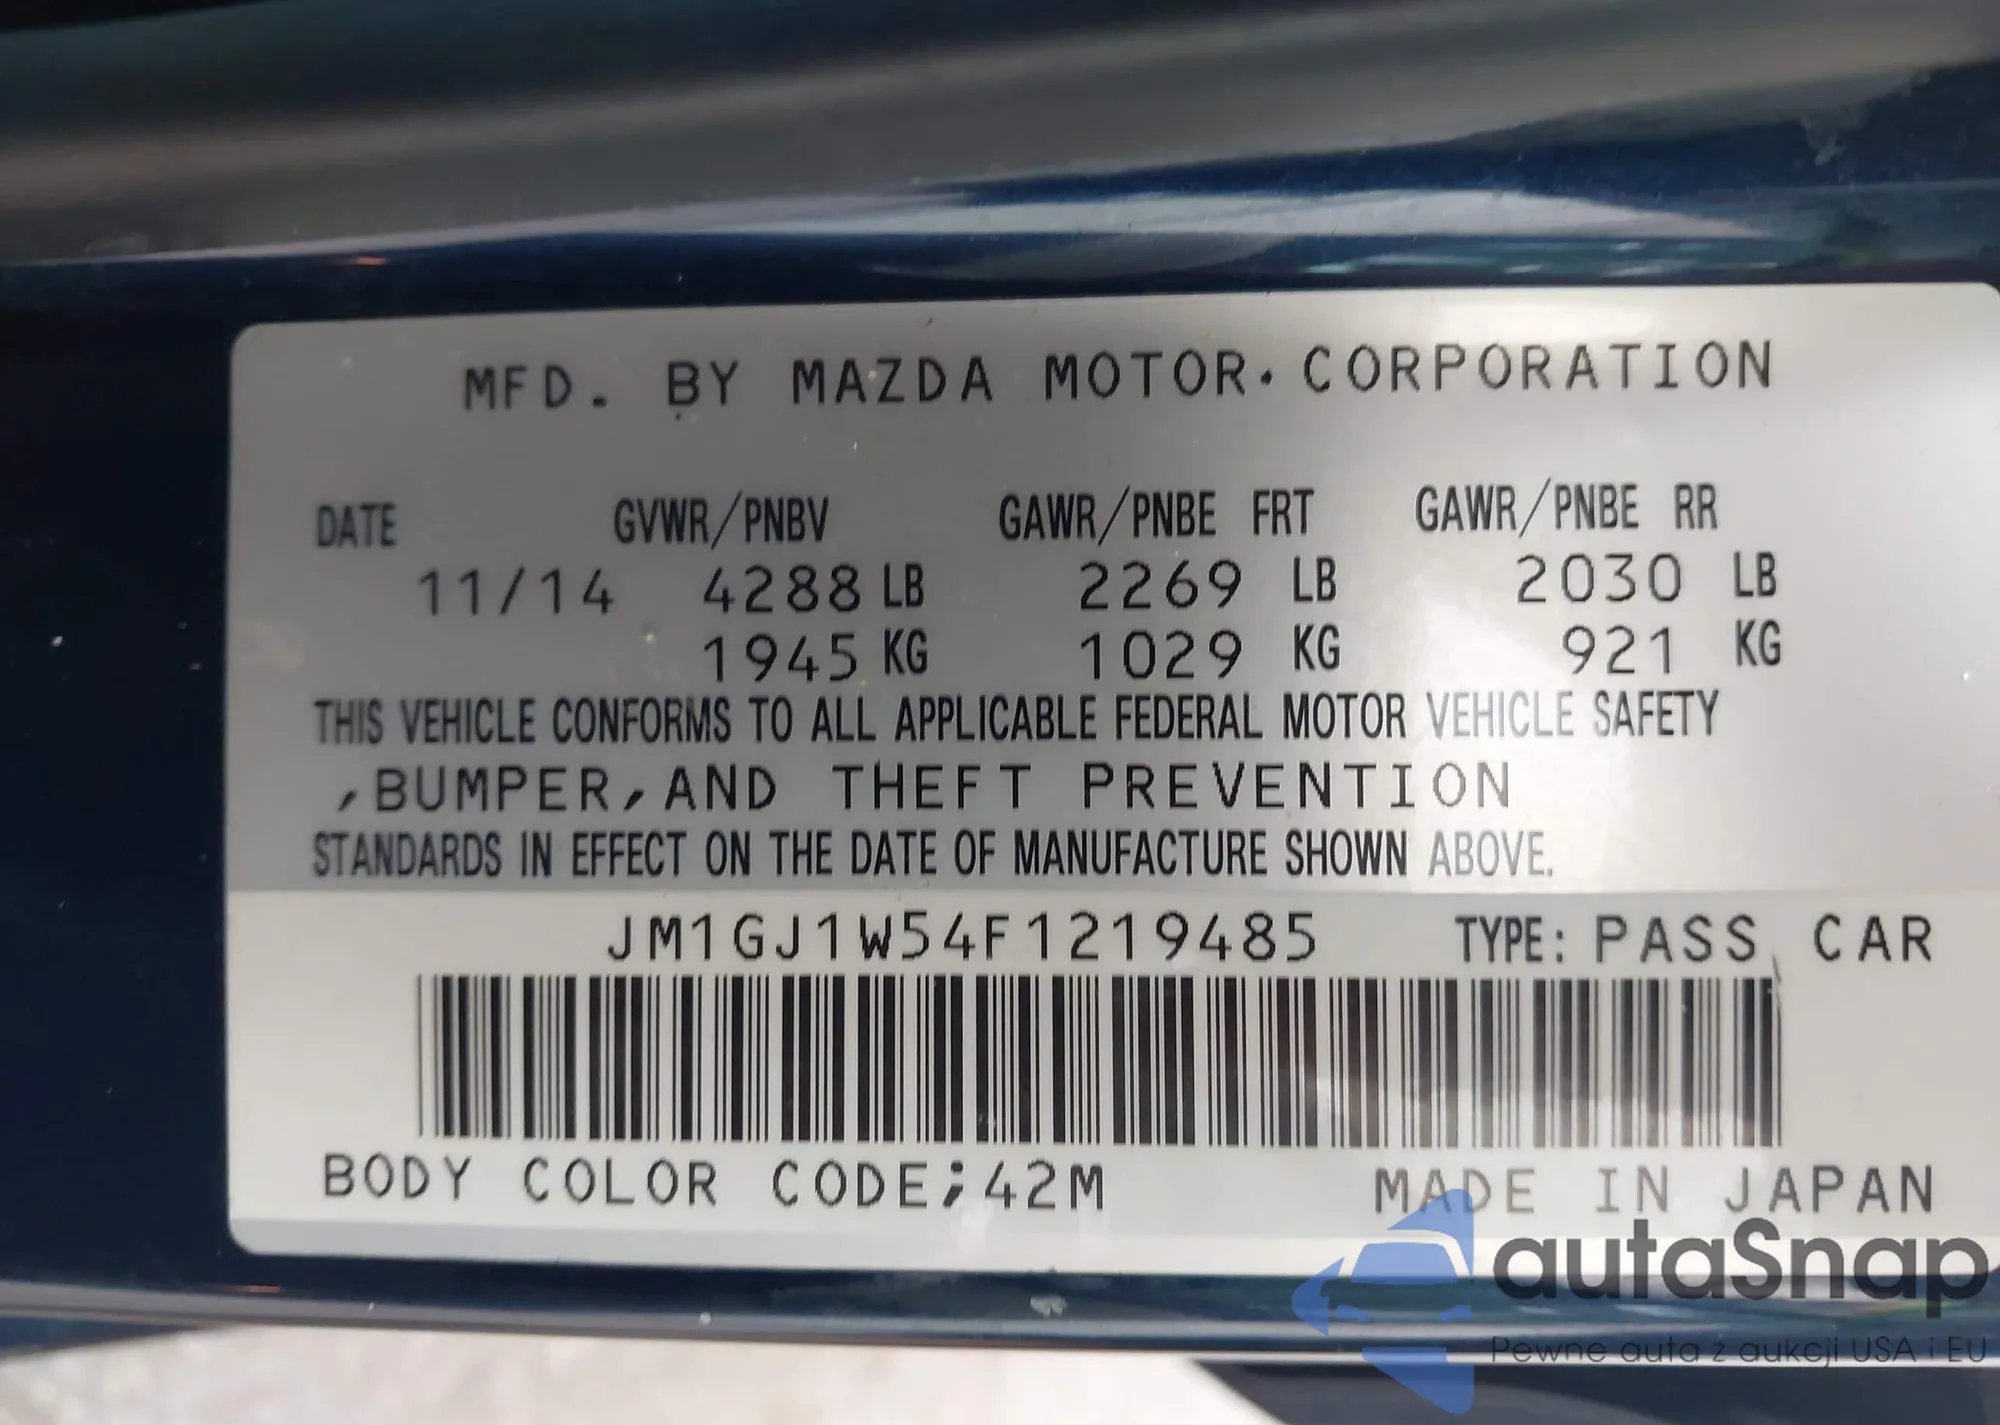 MFD. BY MAZDA MOTOR CORPORATION
DATE GVWR/PNBV GAWR/PNBE FRT GAWR/PNBE RR
11/14 4288 LB 2269 LB 2030 LB
1945 KG 1029 KG 921 KG
THIS VEHICLE CONFORMS TO ALL APPLICABLE FEDERAL MOTOR VEHICLE SAFETY
,BUMPER,AND THEFT PREVENTION
STANDARDS IN EFFECT ON THE DATE OF MANUFACTURE SHOWN ABOVE.
JM1GJ1W54F1219485 TYPE: PASS CAR
BODY COLOR CODE;42M MADE IN JAPAN
autaSnap
Pewne auta z aukcji USA i EU